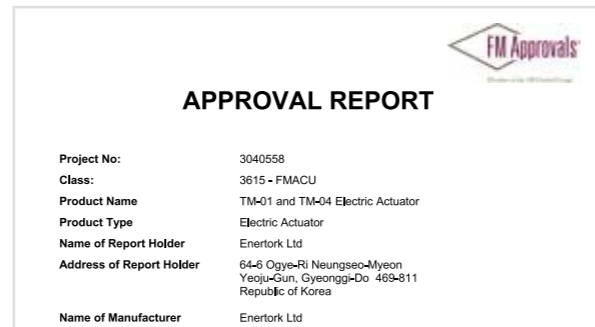 FM Approvals
APPROVAL REPORT
Project No: 3040558
Class: 3615 - FMACU
Product Name TM-01 and TM-04 Electric Actuator
Product Type Electric Actuator
Name of Report Holder Enertork Ltd
Address of Report Holder 64-6 Ogye-Ri Neungseo-Myeon
Yeoju-Gun, Gyeonggi-Do 469-811
Republic of Korea
Name of Manufacturer Enertork Ltd